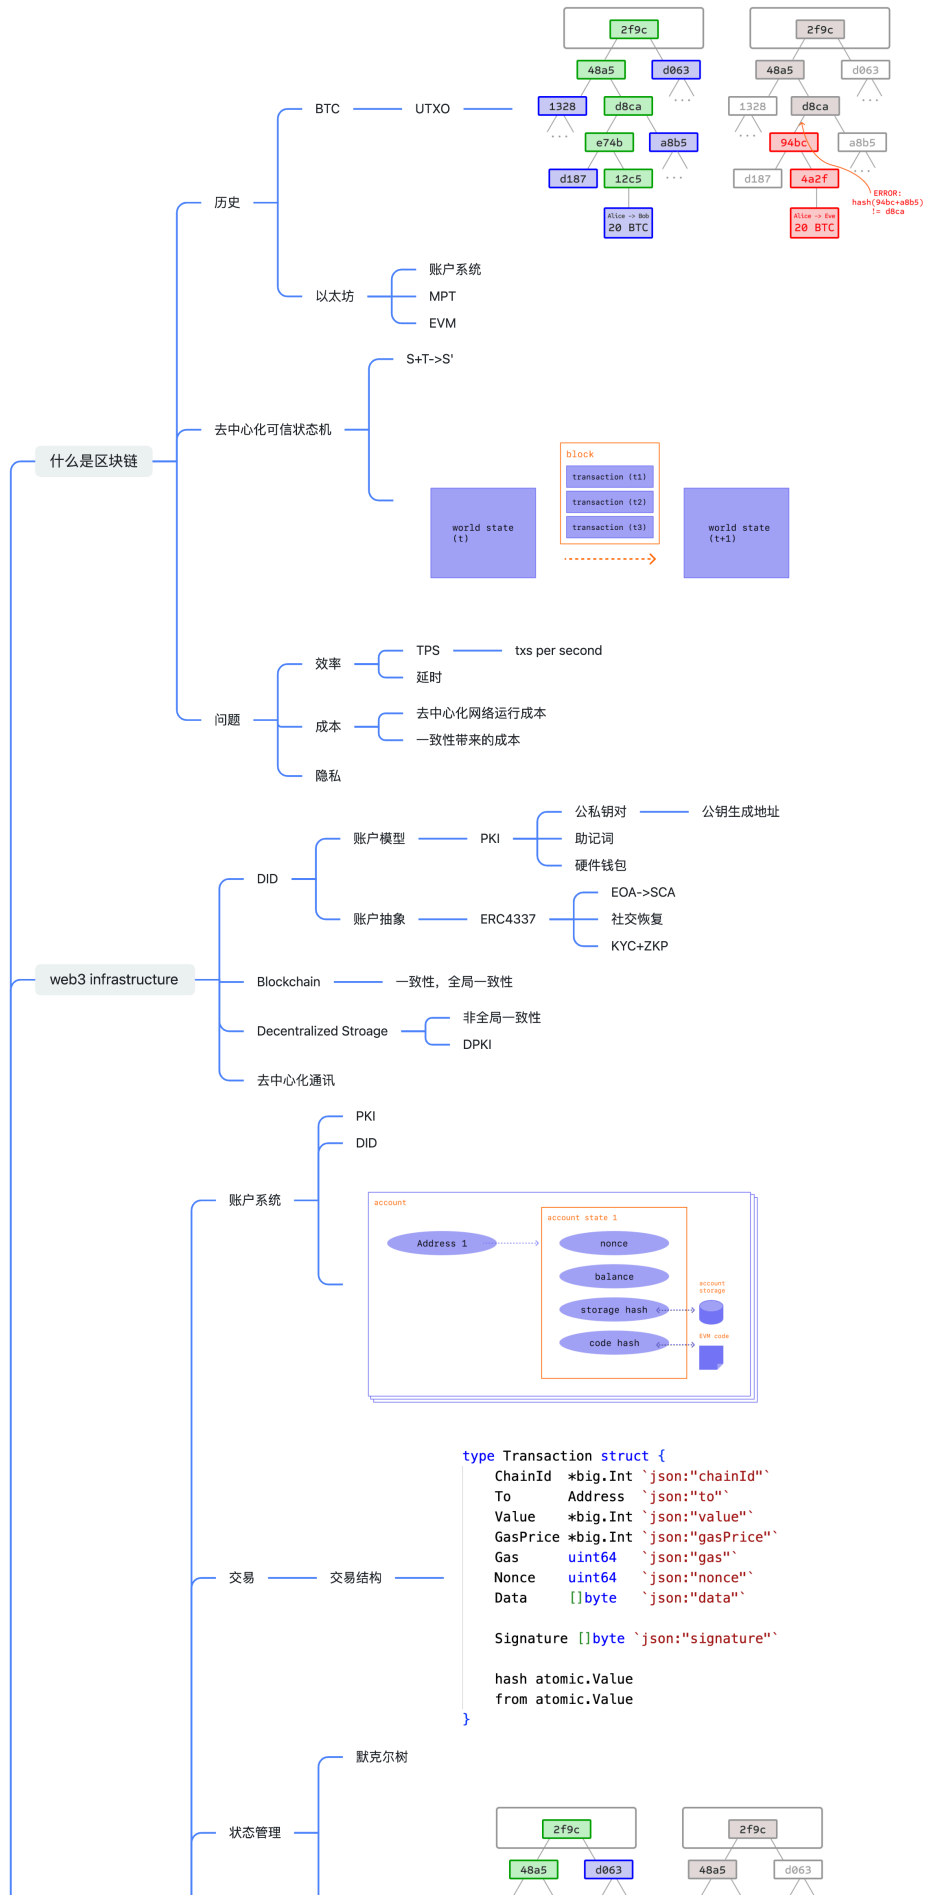 什么是区块链
历史
BTC
UTXO
2f9c
48a5
d063
1328
d8ca
...
e74b
a8b5
...
d187
12c5
...
Alice -> Bob
20 BTC
2f9c
48a5
d063
1328
d8ca
...
94bc
a8b5
...
d187
4a2f
...
ERROR:
hash(94bc+a8b5)
!= d8ca
Alice -> Eve
20 BTC
以太坊
账户系统
MPT
EVM
去中心化可信状态机
S+T->S'
world state
(t)
block
transaction (t1)
transaction (t2)
transaction (t3)
world state
(t+1)
问题
效率
TPS
txs per second
延时
成本
去中心化网络运行成本
一致性带来的成本
隐私
web3 infrastructure
DID
账户模型
PKI
公私钥对
公钥生成地址
助记词
硬件钱包
账户抽象
ERC4337
EOA->SCA
社交恢复
KYC+ZKP
Blockchain
一致性，全局一致性
Decentralized Stroage
非全局一致性
DPKI
去中心化通讯
账户系统
PKI
DID
account
Address 1
account state 1
nonce
balance
storage hash
code hash
account
storage
EVM code
交易
交易结构
type Transaction struct {
ChainId *big.Int `json:"chainId"`
To Address `json:"to"`
Value *big.Int `json:"value"`
GasPrice *big.Int `json:"gasPrice"`
Gas uint64 `json:"gas"`
Nonce uint64 `json:"nonce"`
Data []byte `json:"data"`
Signature []byte `json:"signature"`
hash atomic.Value
from atomic.Value
}
状态管理
默克尔树
2f9c
48a5
d063
2f9c
48a5
d063